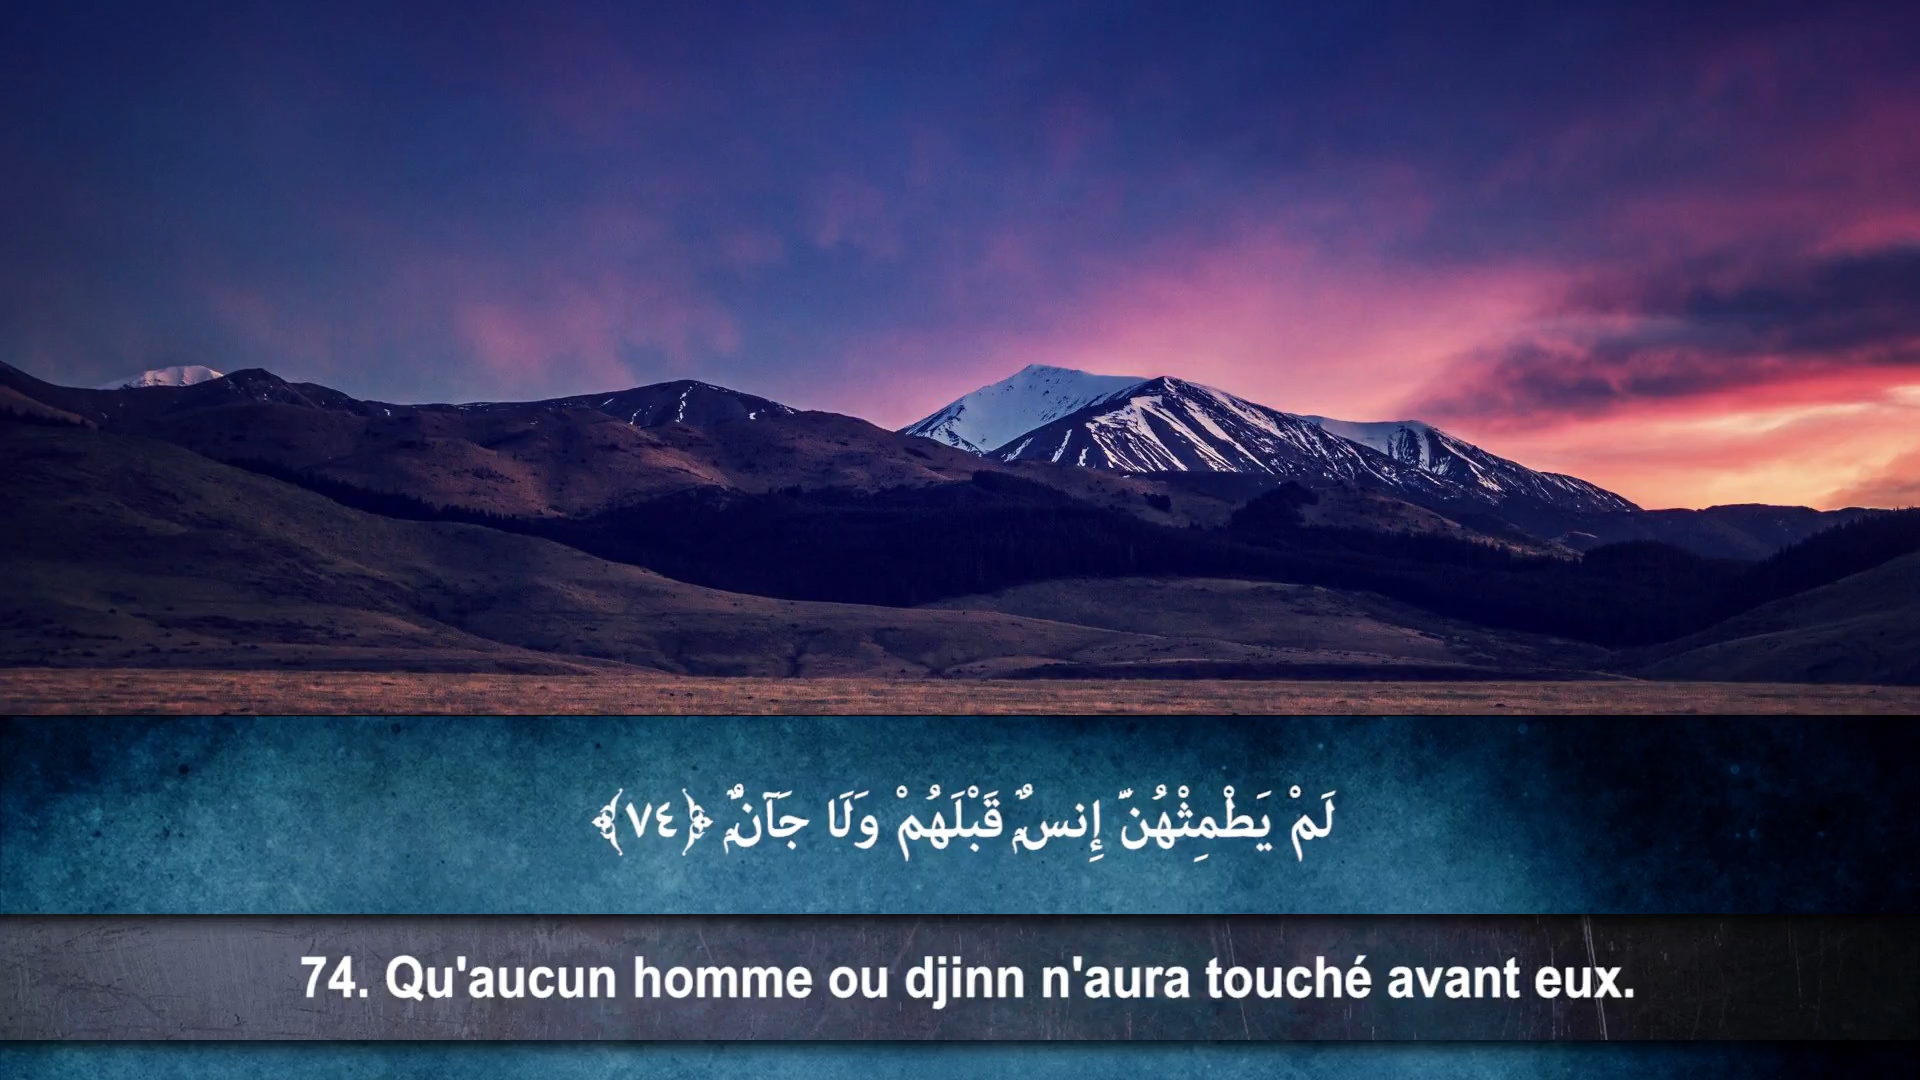 لَمْ يَطْمِثْهُنَّ إِنسٌ قَبْلَهُمْ وَلَا جَآنٌّ ﴿٧٤﴾
74. Qu'aucun homme ou djinn n'aura touché avant eux.